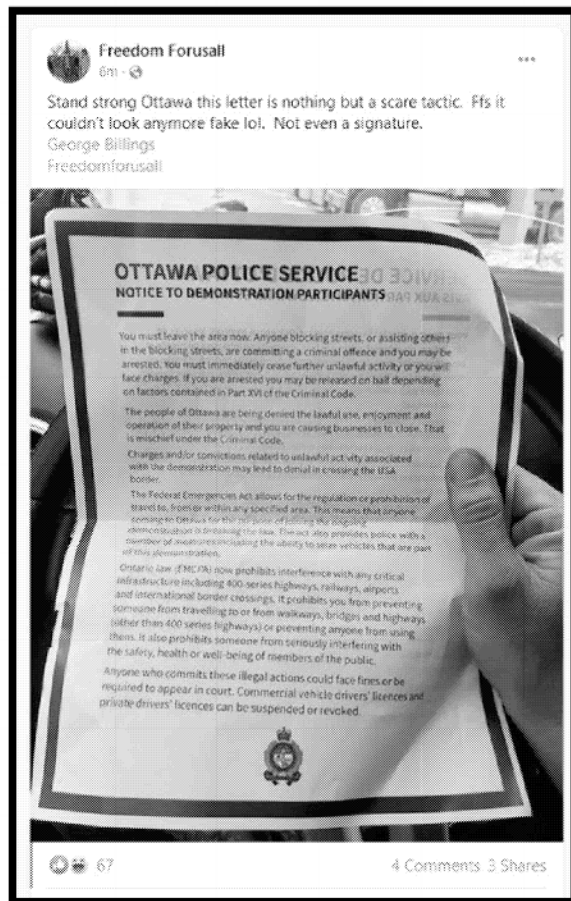 Freedom Forusall
6m
Stand strong Ottawa this letter is nothing but a scare tactic. Ffs it
couldn't look anymore fake lol. Not even a signature.
George Billings
Freedomforusall
OTTAWA POLICE SERVICE
NOTICE TO DEMONSTRATION PARTICIPANTS
You must leave the area now. Anyone blocking streets, or assisting others
in the blocking streets, are committing a criminal offence and you may be
arrested. You must immediately cease further unlawful activity or you will
face charges. If you are arrested you may be released on bail depending
on factors contained in Part XVI of the Criminal Code.
The people of Ottawa are being denied the lawful use, enjoyment and
operation of their property and you are causing businesses to close. That
is mischief under the Criminal Code.
Charges and/or convictions related to unlawful activity associated
with the demonstration may lead to denial in crossing the USA
border.
The Federal Emergencies Act allows for the regulation or prohibition of
travel to, from or within any specified area. This means that anyone
coming to Ottawa for the purpose of joining the ongoing
demonstration is breaking the law. The act also provides police with a
number of measures including the ability to seize vehicles that are part
of this demonstration.
Ontario law (EMCPA) now prohibits interference with any critical
infrastructure including 400-series highways, railways, airports
and international border crossings. It prohibits you from preventing
someone from travelling to or from walkways, bridges and highways
(other than 400 series highways) or preventing anyone from using
them. It also prohibits someone from seriously interfering with
the safety, health or well-being of members of the public.
Anyone who commits these illegal actions could face fines or be
required to appear in court. Commercial vehicle drivers' licences and
private drivers' licences can be suspended or revoked.
67
4 Comments 3 Shares